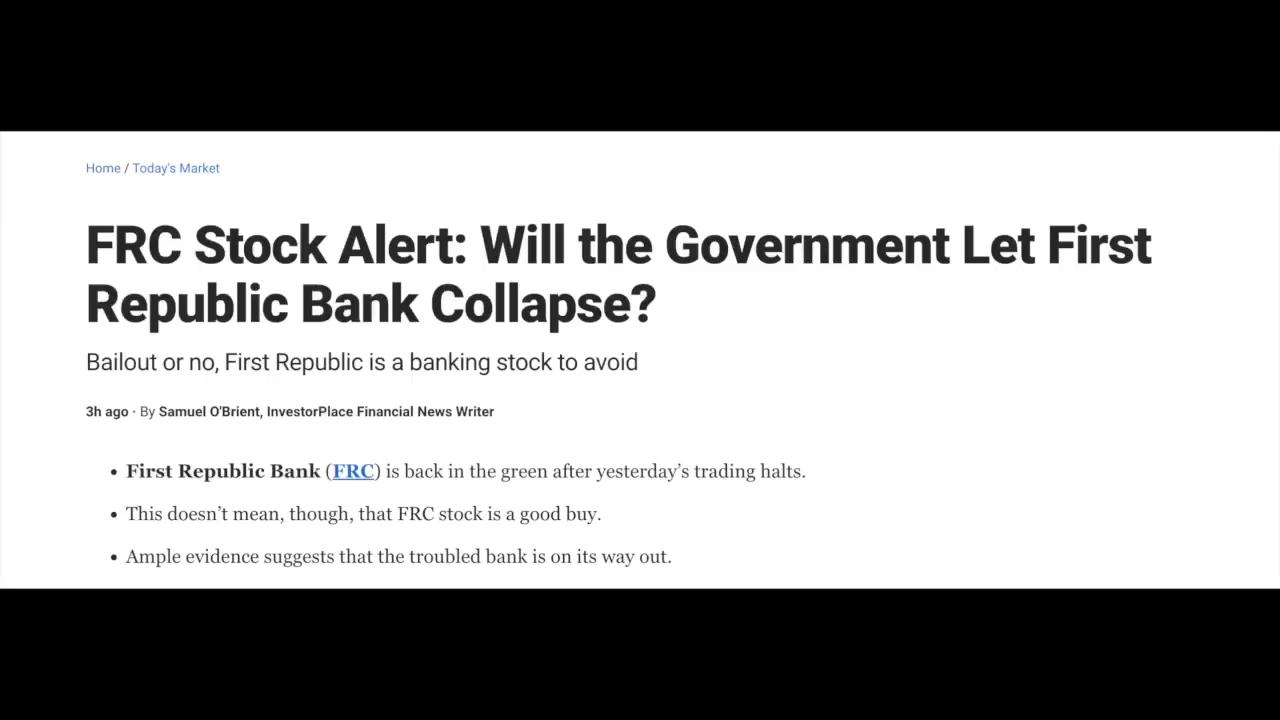 Home / Today's Market
FRC Stock Alert: Will the Government Let First
Republic Bank Collapse?
Bailout or no, First Republic is a banking stock to avoid
3h ago · By Samuel O'Brient, InvestorPlace Financial News Writer
• First Republic Bank (FRC) is back in the green after yesterday’s trading halts.
• This doesn’t mean, though, that FRC stock is a good buy.
• Ample evidence suggests that the troubled bank is on its way out.